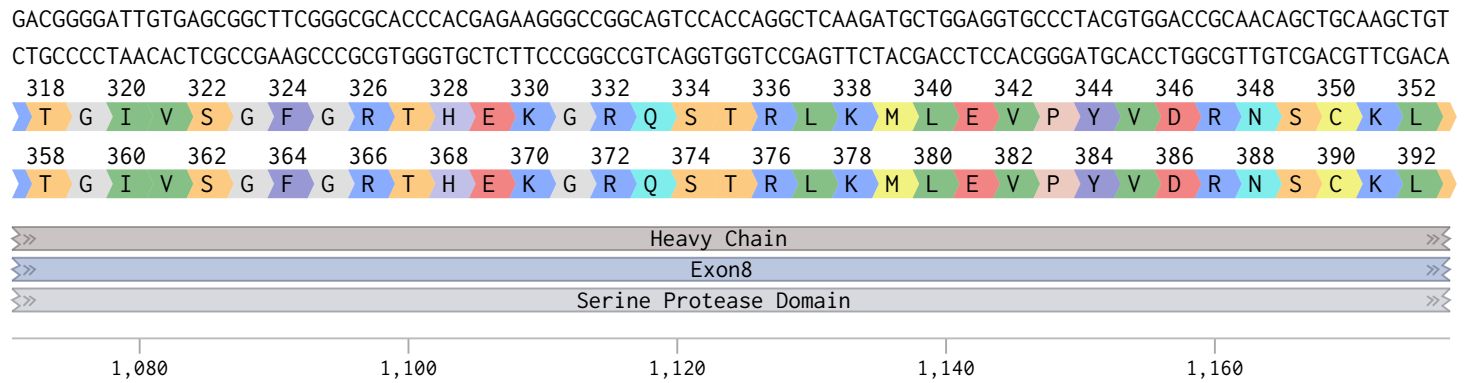 GACGGGGATTGTGAGCGGCTTCGGGCGCACCCACGAGAAGGGCCGGCAGTCCACCAGGCTCAAGATGCTGGAGGTGCCCTACGTGGACCGCAACAGCTGCAAGCTGT
CTGCCCCTAACACTCGCCGAAGCCCGCGTGGGTGCTCTTCCCGGCCGTCAGGTGGTCCGAGTTCTACGACCTCCACGGGATGCACCTGGCGTTGTCGACGTTCGACA
318 320 322 324 326 328 330 332 334 336 338 340 342 344 346 348 350 352
T G I V S G F G R T H E K G R Q S T R L K M L E V P Y V D R N S C K L
358 360 362 364 366 368 370 372 374 376 378 380 382 384 386 388 390 392
T G I V S G F G R T H E K G R Q S T R L K M L E V P Y V D R N S C K L
Heavy Chain
Exon8
Serine Protease Domain
1,080 1,100 1,120 1,140 1,160